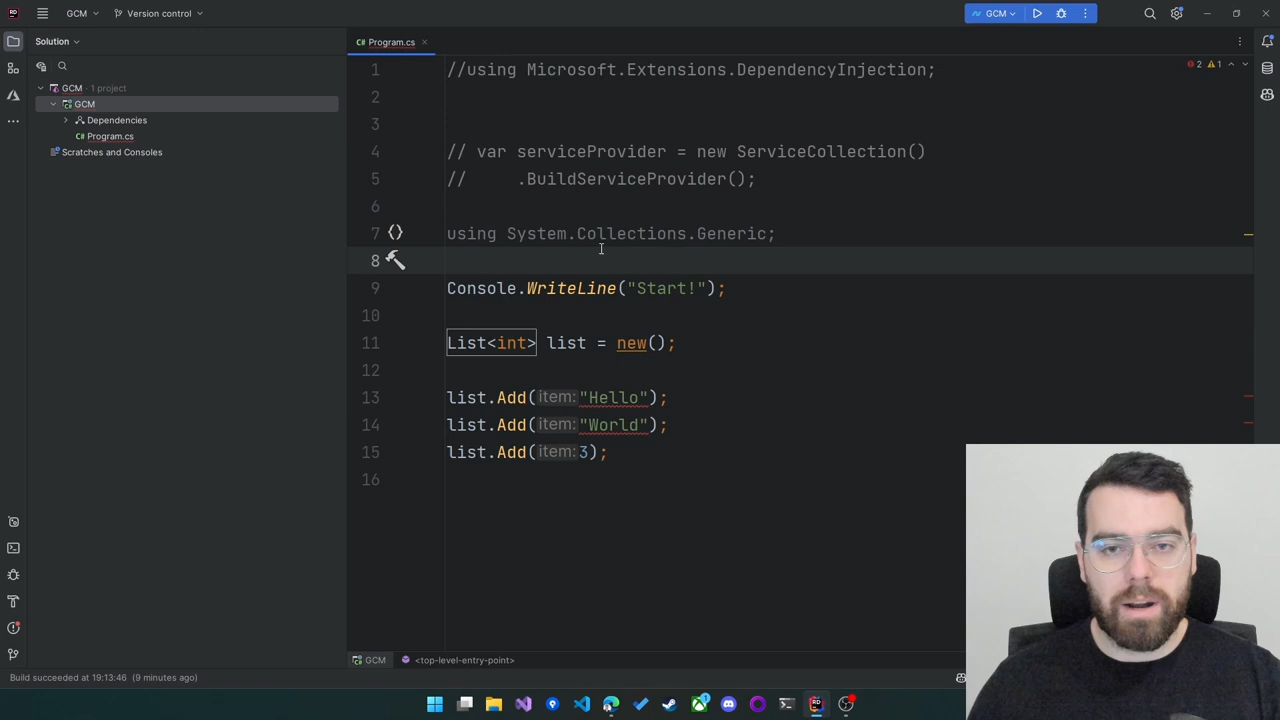 GCM
Version control
GCM
Solution
Program.cs
GCM · 1 project
GCM
Dependencies
Program.cs
Scratches and Consoles
2
1
1 //using Microsoft.Extensions.DependencyInjection;
2
3
4 // var serviceProvider = new ServiceCollection()
5 //     .BuildServiceProvider();
6
7 using System.Collections.Generic;
8
9 Console.WriteLine("Start!");
10
11 List<int> list = new();
12
13 list.Add(item: "Hello");
14 list.Add(item: "World");
15 list.Add(item: 3);
16
GCM <top-level-entry-point>
Build succeeded at 19:13:46 (9 minutes ago)
1